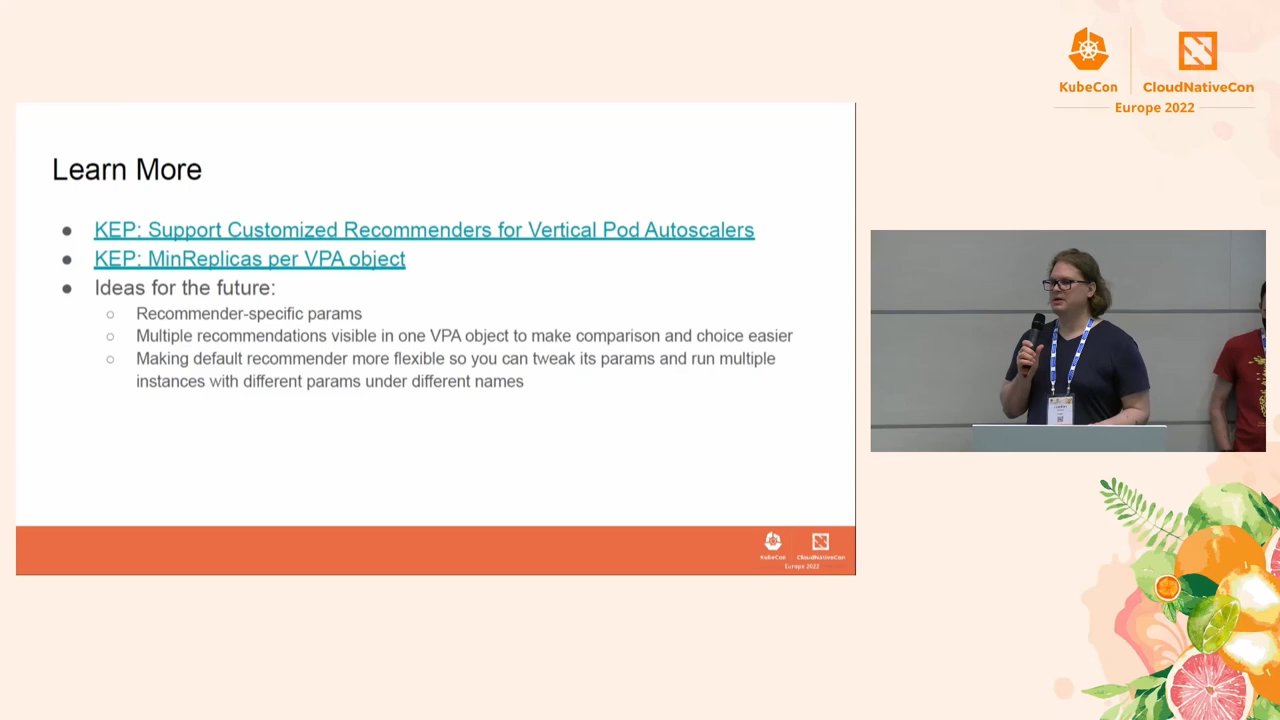 KubeCon
CloudNativeCon
Europe 2022
Learn More
● KEP: Support Customized Recommenders for Vertical Pod Autoscalers
● KEP: MinReplicas per VPA object
● Ideas for the future:
○ Recommender-specific params
○ Multiple recommendations visible in one VPA object to make comparison and choice easier
○ Making default recommender more flexible so you can tweak its params and run multiple
instances with different params under different names
KubeCon
CloudNativeCon
Europe 2022